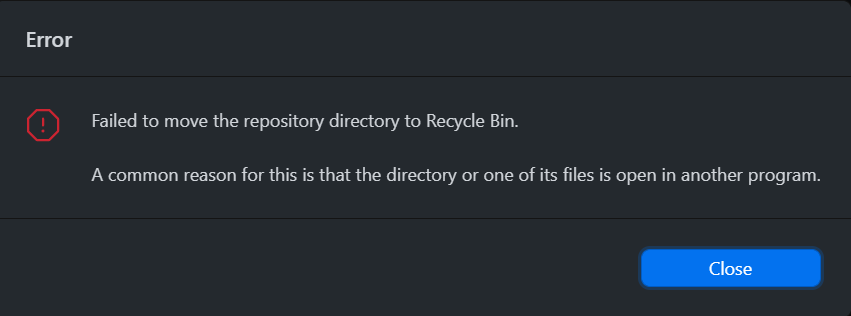 Error
Failed to move the repository directory to Recycle Bin.
A common reason for this is that the directory or one of its files is open in another program.
Close